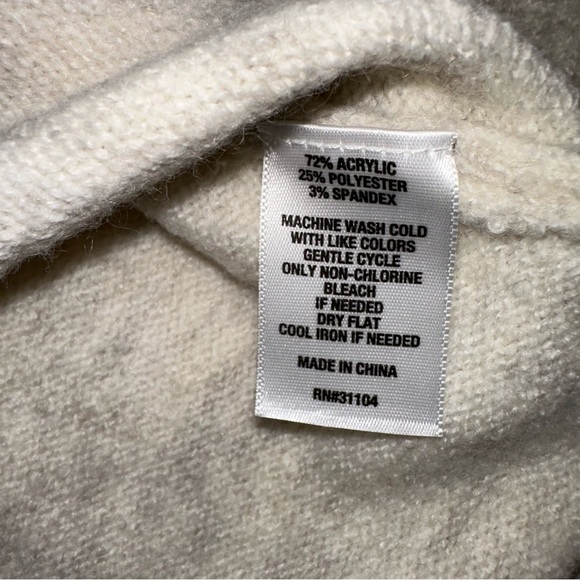 72% ACRYLIC
25% POLYESTER
3% SPANDEX
MACHINE WASH COLD
WITH LIKE COLORS
GENTLE CYCLE
ONLY NON-CHLORINE
BLEACH
IF NEEDED
DRY FLAT
COOL IRON IF NEEDED
MADE IN CHINA
RN#31104